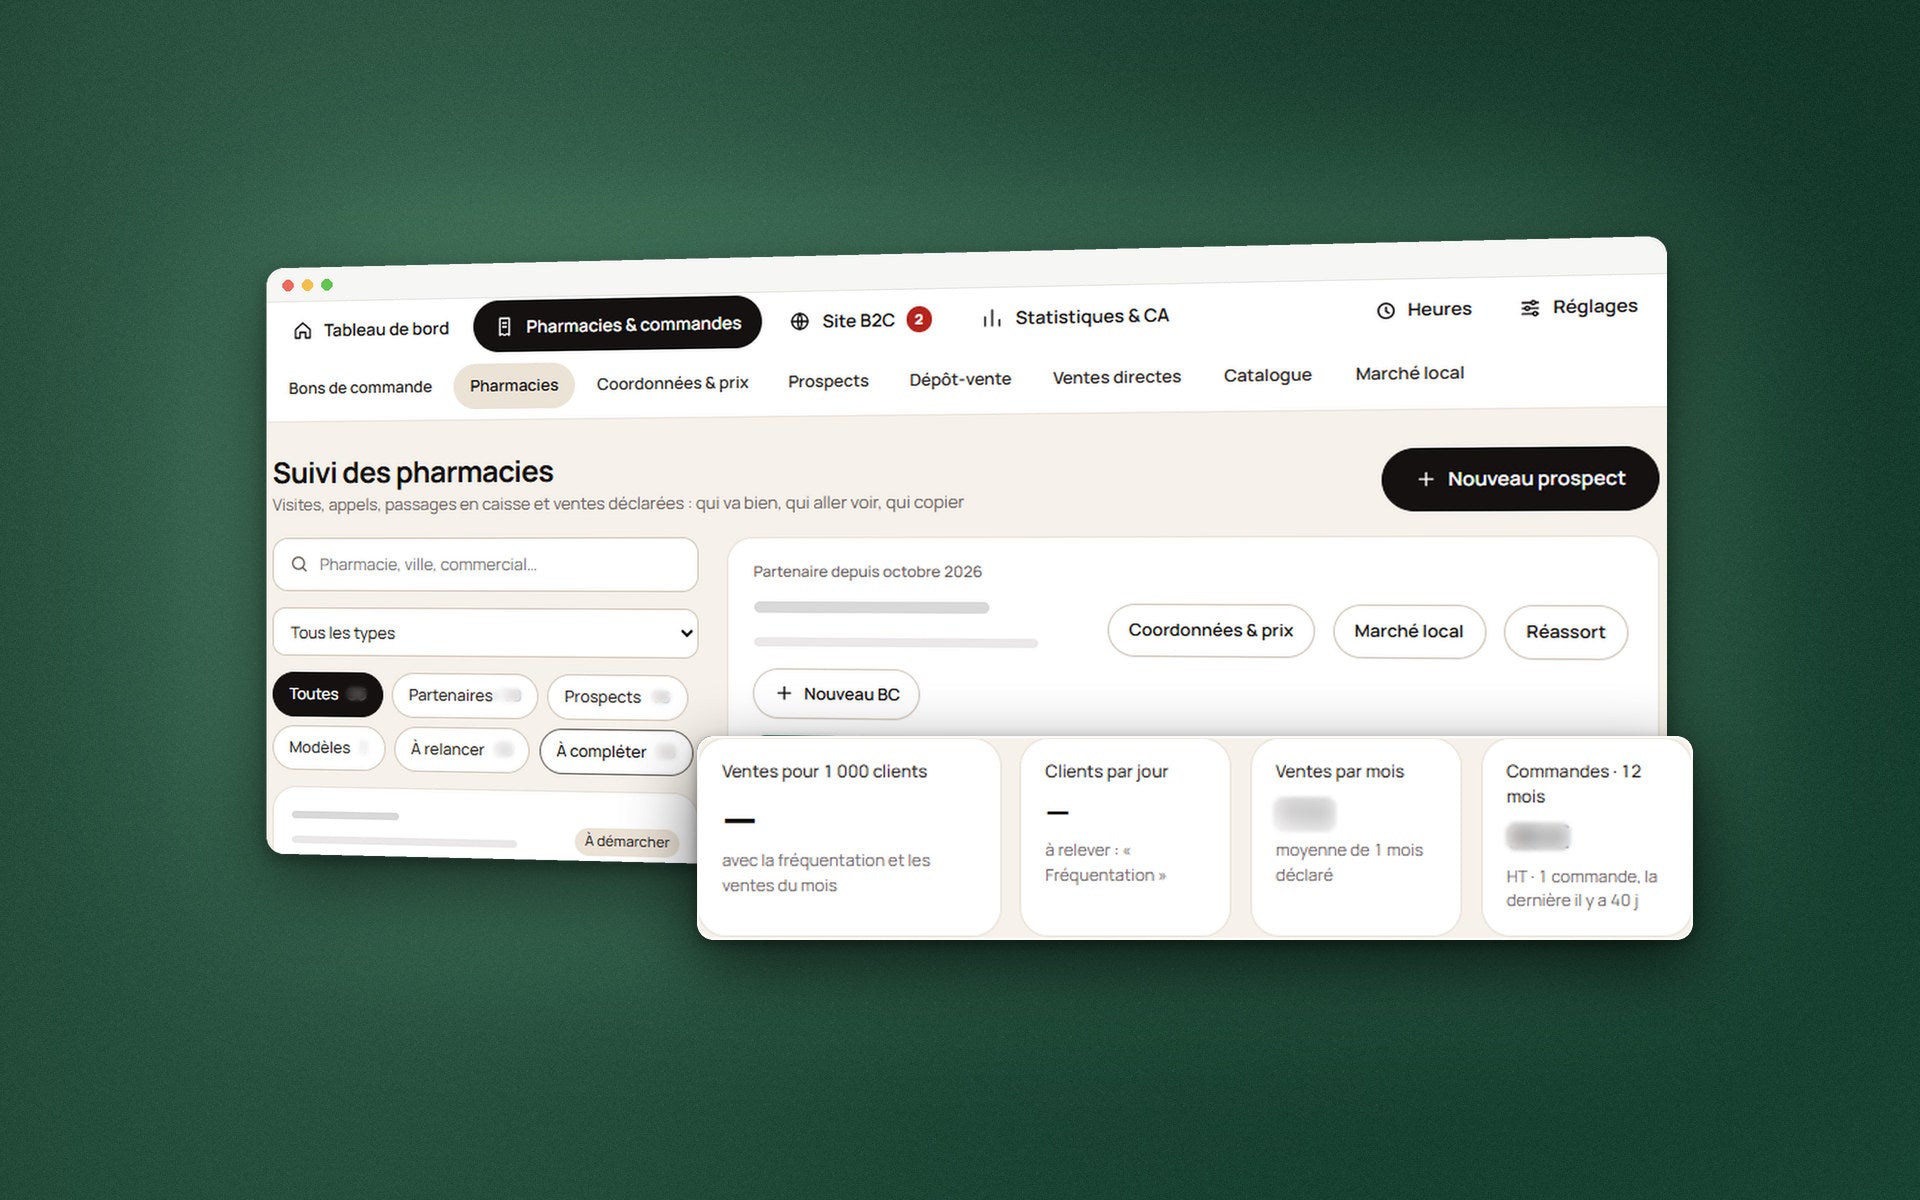 Tableau de bord
Pharmacies & commandes
Site B2C 2
Statistiques & CA
Heures
Réglages
Bons de commande
Pharmacies
Coordonnées & prix
Prospects
Dépôt-vente
Ventes directes
Catalogue
Marché local
Suivi des pharmacies
Visites, appels, passages en caisse et ventes déclarées : qui va bien, qui aller voir, qui copier
+ Nouveau prospect
Pharmacie, ville, commercial...
Tous les types
Toutes
Partenaires
Prospects
Modèles
À relancer
À compléter
À démarcher
Partenaire depuis octobre 2026
Coordonnées & prix
Marché local
Réassort
+ Nouveau BC
Ventes pour 1 000 clients
—
avec la fréquentation et les
ventes du mois
Clients par jour
—
à relever : «
Fréquentation »
Ventes par mois
moyenne de 1 mois
déclaré
Commandes · 12
mois
HT · 1 commande, la
dernière il y a 40 j